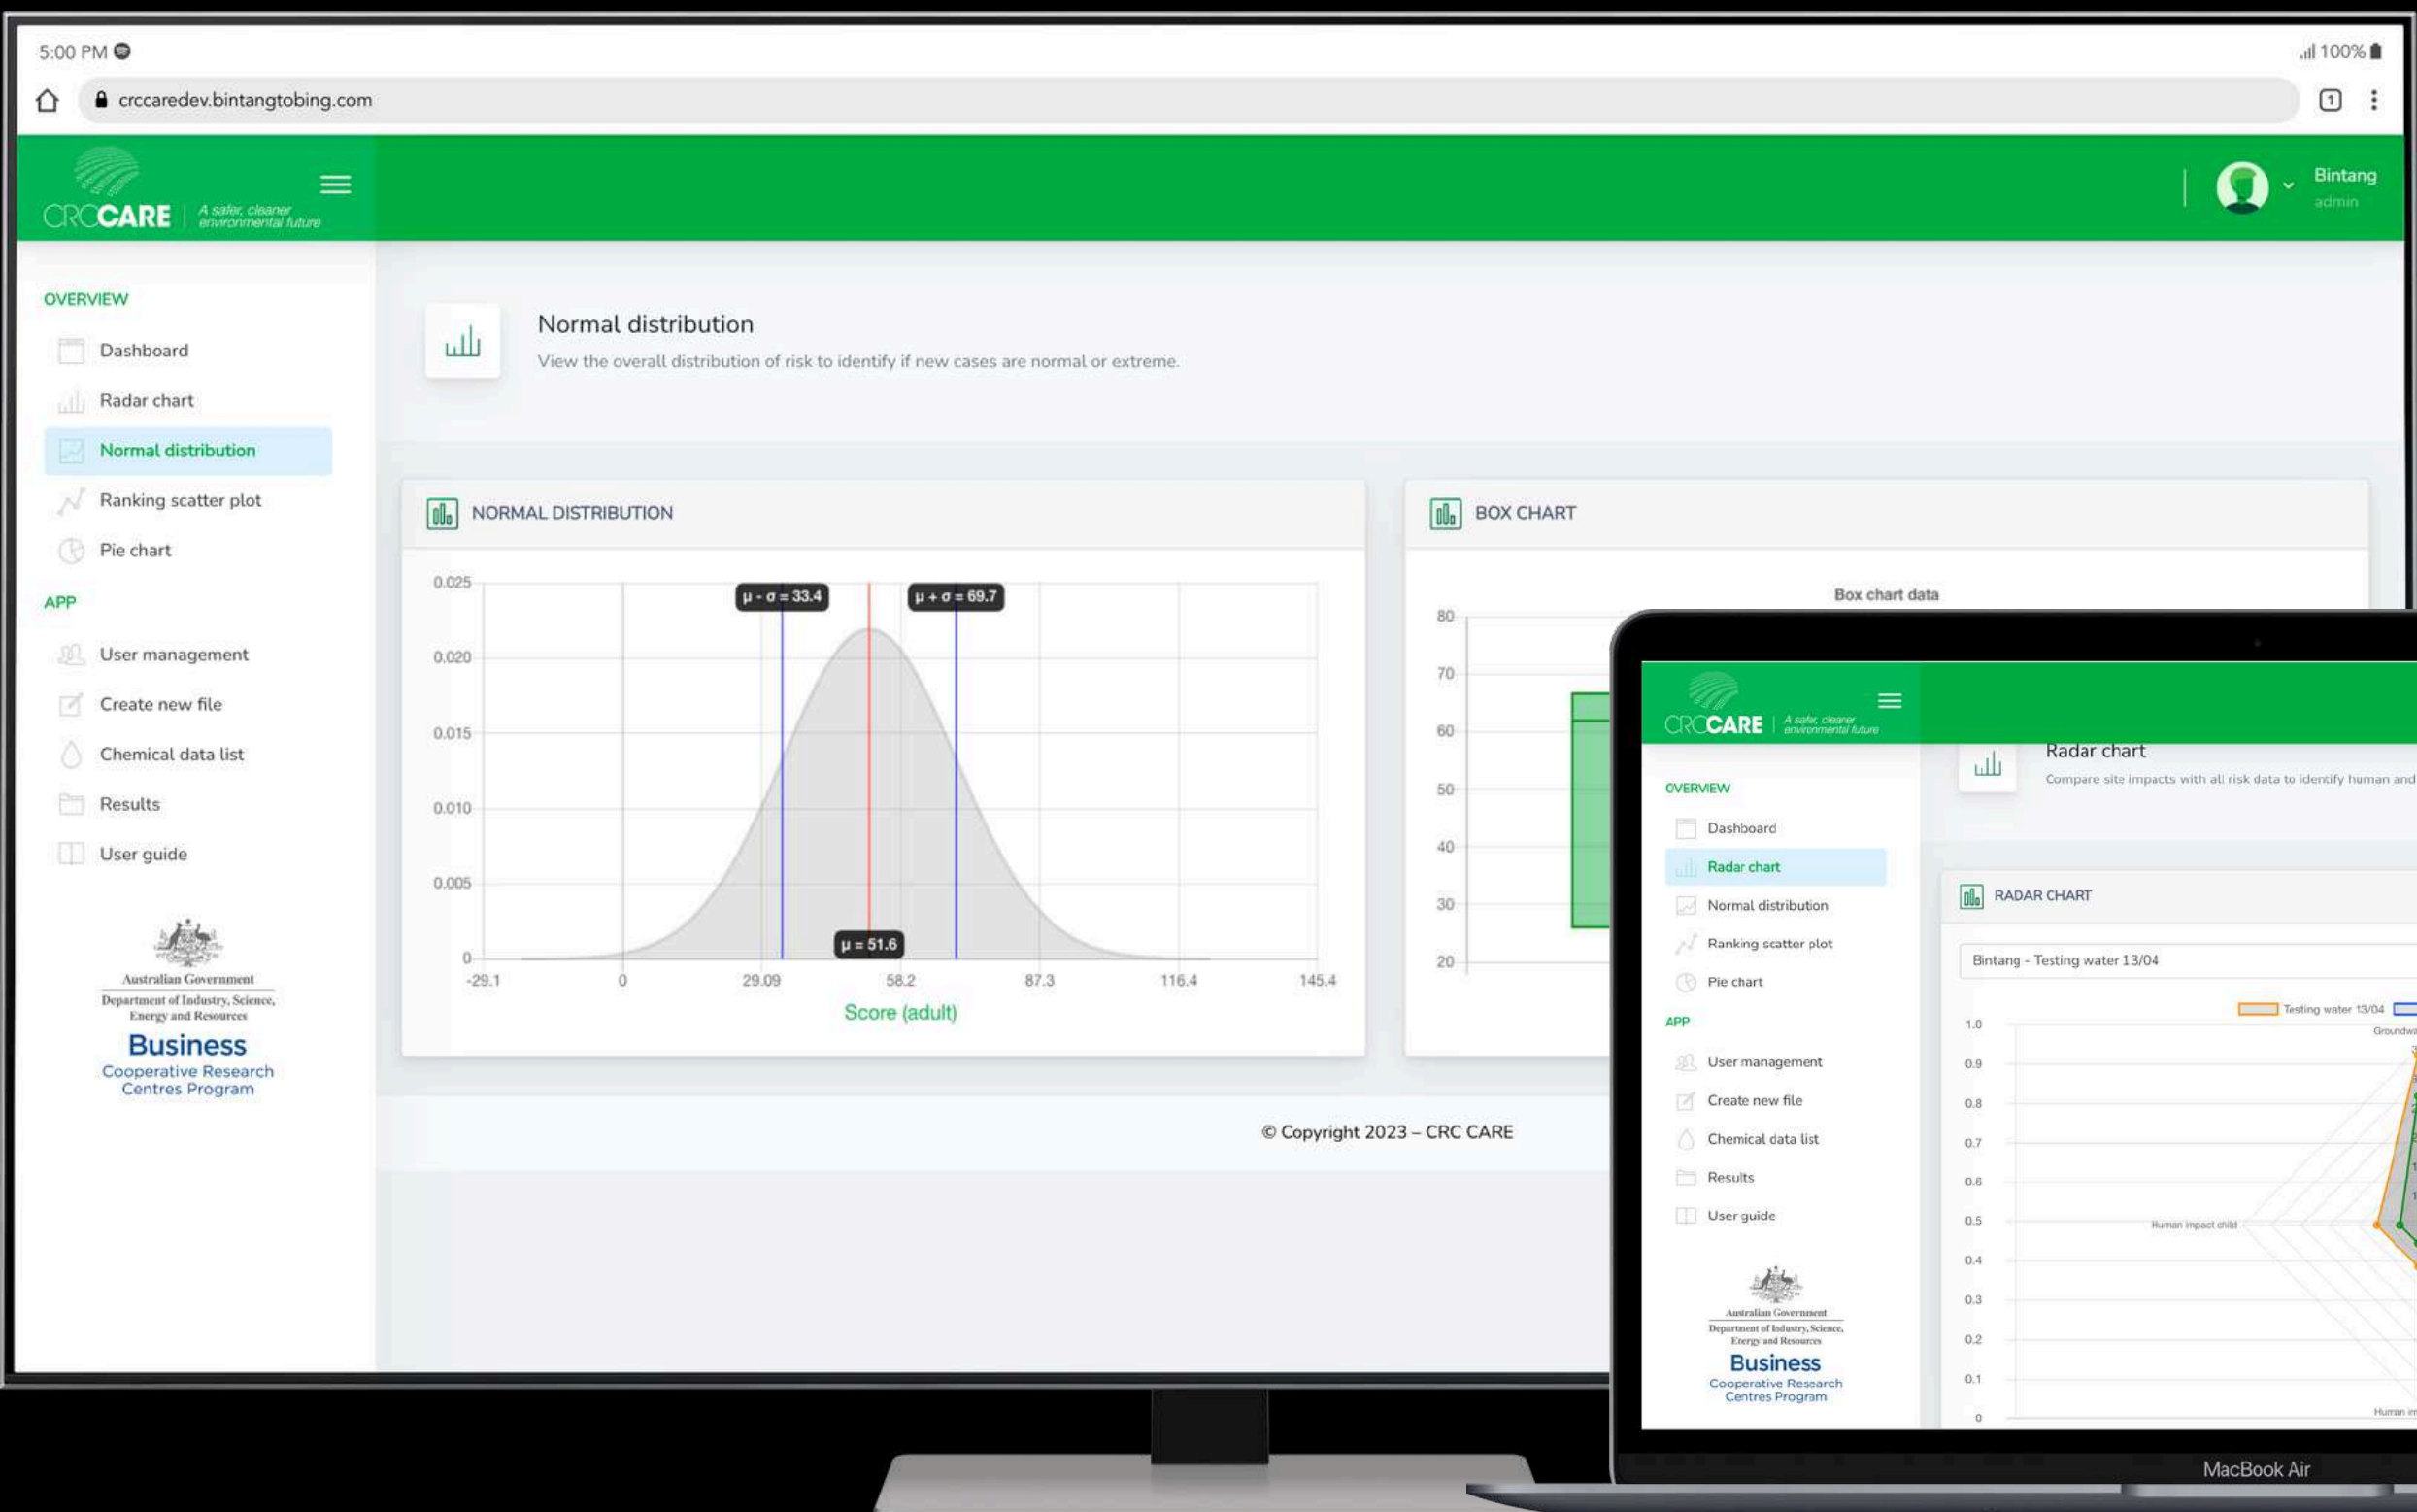 5:00 PM
100%
crccaredev.bintangtobing.com
1
CRCCARE
A safer, cleaner
environmental future
Bintang
admin
OVERVIEW
Dashboard
Radar chart
Normal distribution
Ranking scatter plot
Pie chart
APP
User management
Create new file
Chemical data list
Results
User guide
Australian Government
Department of Industry, Science,
Energy and Resources
Business
Cooperative Research
Centres Program
Normal distribution
View the overall distribution of risk to identify if new cases are normal or extreme.
NORMAL DISTRIBUTION
0.025
0.020
0.015
0.010
0.005
0
μ - σ = 33.4
μ + σ = 69.7
μ = 51.6
-29.1
0
29.09
58.2
87.3
116.4
145.4
Score (adult)
BOX CHART
Box chart data
80
70
60
50
40
30
20
© Copyright 2023 – CRC CARE
CRCCARE
A safer, cleaner
environmental future
OVERVIEW
Dashboard
Radar chart
Normal distribution
Ranking scatter plot
Pie chart
APP
User management
Create new file
Chemical data list
Results
User guide
Australian Government
Department of Industry, Science,
Energy and Resources
Business
Cooperative Research
Centres Program
Radar chart
Compare site impacts with all risk data to identify human and
RADAR CHART
Bintang - Testing water 13/04
Testing water 13/04
1.0
0.9
0.8
0.7
0.6
0.5
0.4
0.3
0.2
0.1
0
Human impact child
MacBook Air